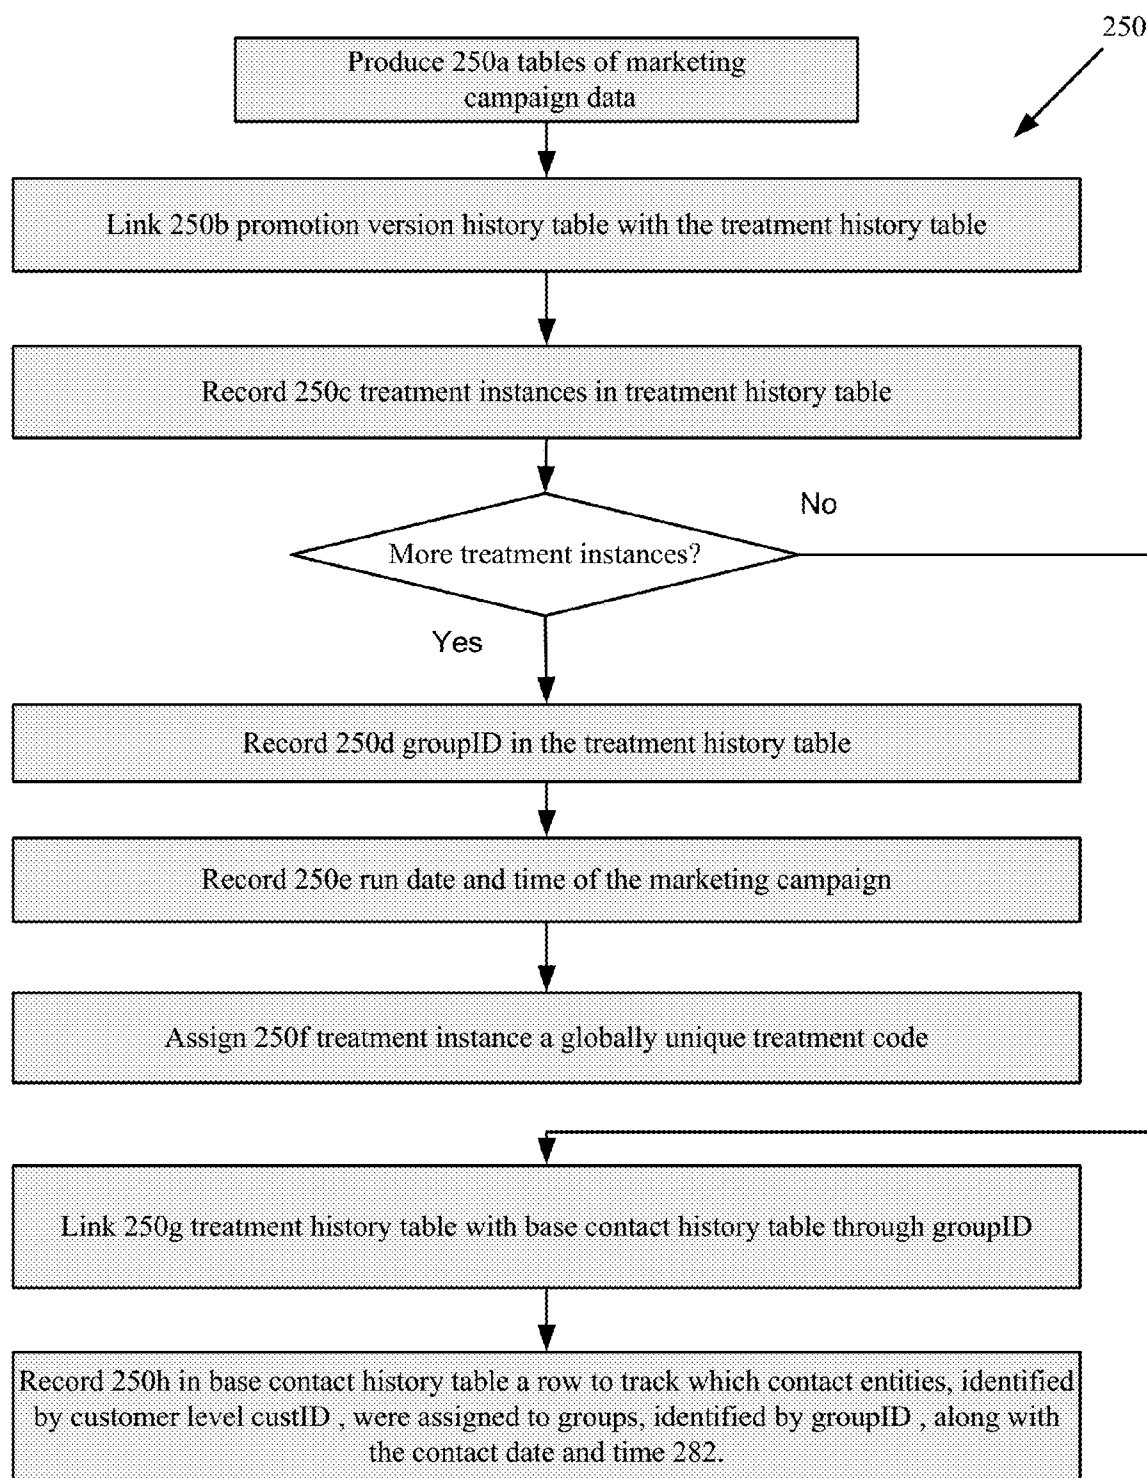 250
Produce 250a tables of marketing
campaign data
Link 250b promotion version history table with the treatment history table
Record 250c treatment instances in treatment history table
No
More treatment instances?
Yes
Record 250d groupID in the treatment history table
Record 250e run date and time of the marketing campaign
Assign 250f treatment instance a globally unique treatment code
Link 250g treatment history table with base contact history table through groupID
Record 250h in base contact history table a row to track which contact entities, identified
by customer level custID , were assigned to groups, identified by groupID , along with
the contact date and time 282.